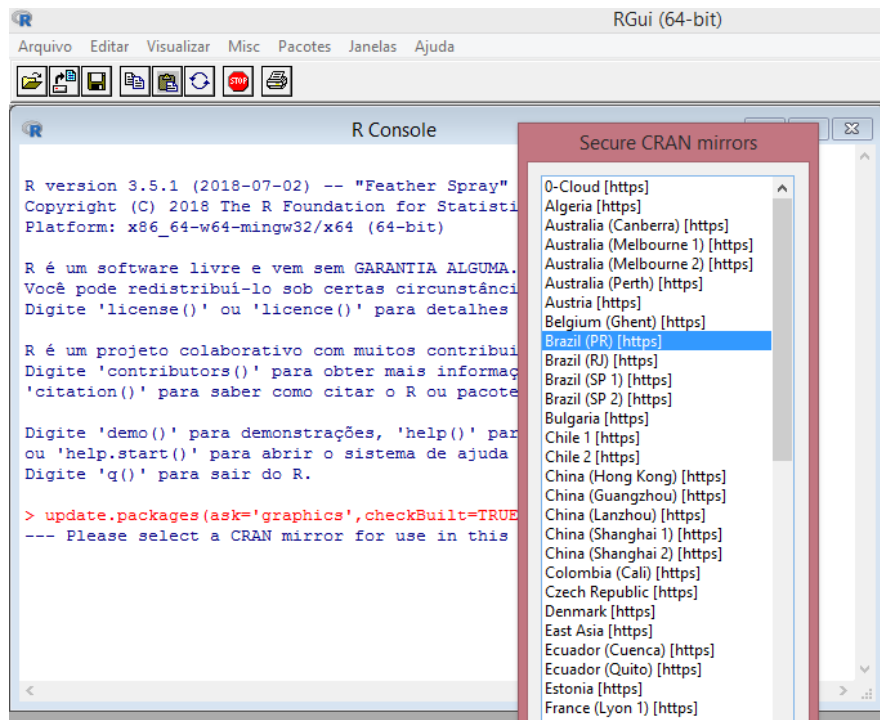 RGui (64-bit)
Arquivo Editar Visualizar Misc Pacotes Janelas Ajuda
STOP
R Console
R version 3.5.1 (2018-07-02) -- "Feather Spray"
Copyright (C) 2018 The R Foundation for Statisti
Platform: x86_64-w64-mingw32/x64 (64-bit)
R é um software livre e vem sem GARANTIA ALGUMA.
Você pode redistribuí-lo sob certas circunstânci
Digite 'license()' ou 'licence()' para detalhes
R é um projeto colaborativo com muitos contribui
Digite 'contributors()' para obter mais informaç
'citation()' para saber como citar o R ou pacote
Digite 'demo()' para demonstrações, 'help()' par
ou 'help.start()' para abrir o sistema de ajuda
Digite 'q()' para sair do R.
> update.packages(ask='graphics',checkBuilt=TRUE
--- Please select a CRAN mirror for use in this
Secure CRAN mirrors
0-Cloud [https]
Algeria [https]
Australia (Canberra) [https]
Australia (Melbourne 1) [https]
Australia (Melbourne 2) [https]
Australia (Perth) [https]
Austria [https]
Belgium (Ghent) [https]
Brazil (PR) [https]
Brazil (RJ) [https]
Brazil (SP 1) [https]
Brazil (SP 2) [https]
Bulgaria [https]
Chile 1 [https]
Chile 2 [https]
China (Hong Kong) [https]
China (Guangzhou) [https]
China (Lanzhou) [https]
China (Shanghai 1) [https]
China (Shanghai 2) [https]
Colombia (Cali) [https]
Czech Republic [https]
Denmark [https]
East Asia [https]
Ecuador (Cuenca) [https]
Ecuador (Quito) [https]
Estonia [https]
France (Lyon 1) [https]